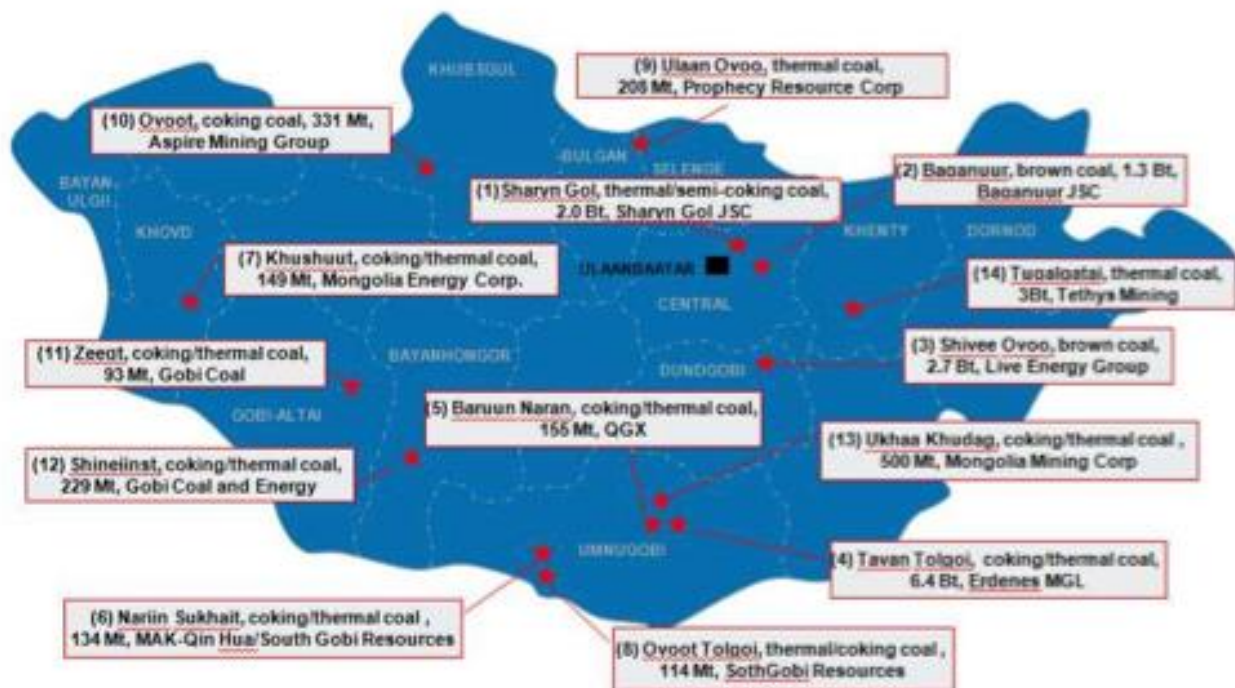 KHUBSGUL
(9) Ulaan Ovoo, thermal coal,
208 Mt, Prophecy Resource Corp
(10) Ovoot, coking coal, 331 Mt,
Aspire Mining Group
BULGAN
SELENGE
BAYAN-
ULGII
(1) Sharyn Gol, thermal/semi-coking coal,
2.0 Bt, Sharyn Gol JSC
(2) Baganuur, brown coal, 1.3 Bt,
Baganuur JSC
KHOVD
KHENTY
DORNOD
(7) Khushuut, coking/thermal coal,
149 Mt, Mongolia Energy Corp.
ULAANBAATAR
CENTRAL
(14) Tugalgatai, thermal coal,
3Bt, Tethys Mining
(11) Zeegt, coking/thermal coal,
93 Mt, Gobi Coal
BAYANHONGOR
DUNDGOBI
(3) Shivee Ovoo, brown coal,
2.7 Bt, Live Energy Group
GOBI-ALTAI
(5) Baruun Naran, coking/thermal coal,
155 Mt, QGX
(13) Ukhaa Khudag, coking/thermal coal ,
500 Mt, Mongolia Mining Corp
(12) Shinejinst, coking/thermal coal,
229 Mt, Gobi Coal and Energy
UMNUGOBI
(4) Tavan Tolgoi, coking/thermal coal,
6.4 Bt, Erdenes MGL
(6) Nariin Sukhait, coking/thermal coal ,
134 Mt, MAK-Qin Hua/South Gobi Resources
(8) Ovoot Tolgoi, thermal/coking coal ,
114 Mt, SothGobi Resources